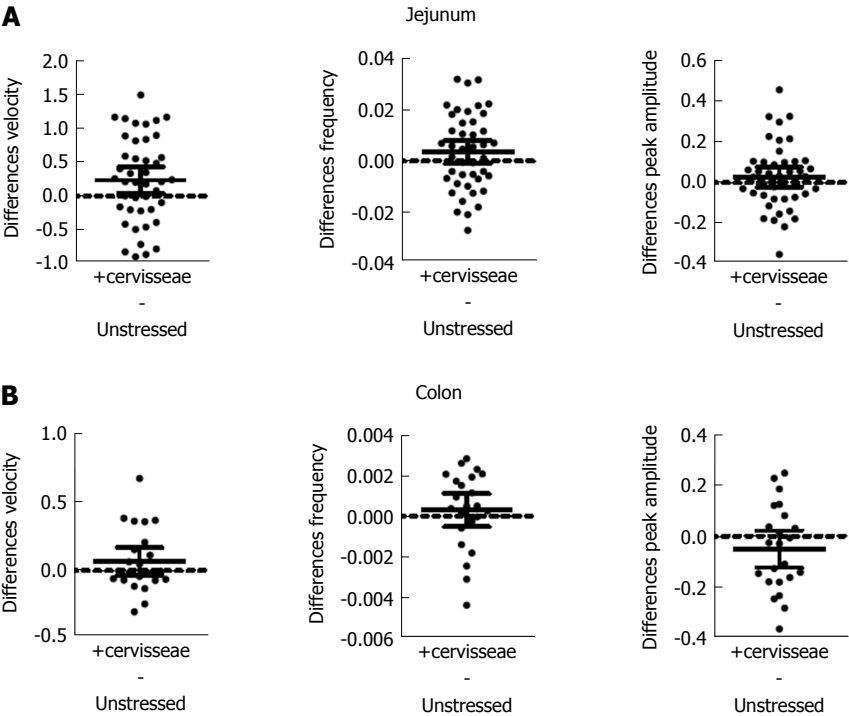 A
Jejunum
Differences velocity
2.0
1.5
1.0
0.5
0.0
-0.5
-1.0
+cervisseae
-
Unstressed
Differences frequency
0.04
0.02
0.00
-0.02
-0.04
+cervisseae
-
Unstressed
Differences peak amplitude
0.6
0.4
0.2
0.0
-0.2
-0.4
+cervisseae
-
Unstressed
B
Colon
Differences velocity
1.0
0.5
0.0
-0.5
+cervisseae
-
Unstressed
Differences frequency
0.004
0.002
0.000
-0.002
-0.004
-0.006
+cervisseae
-
Unstressed
Differences peak amplitude
0.4
0.2
0.0
-0.2
-0.4
+cervisseae
-
Unstressed